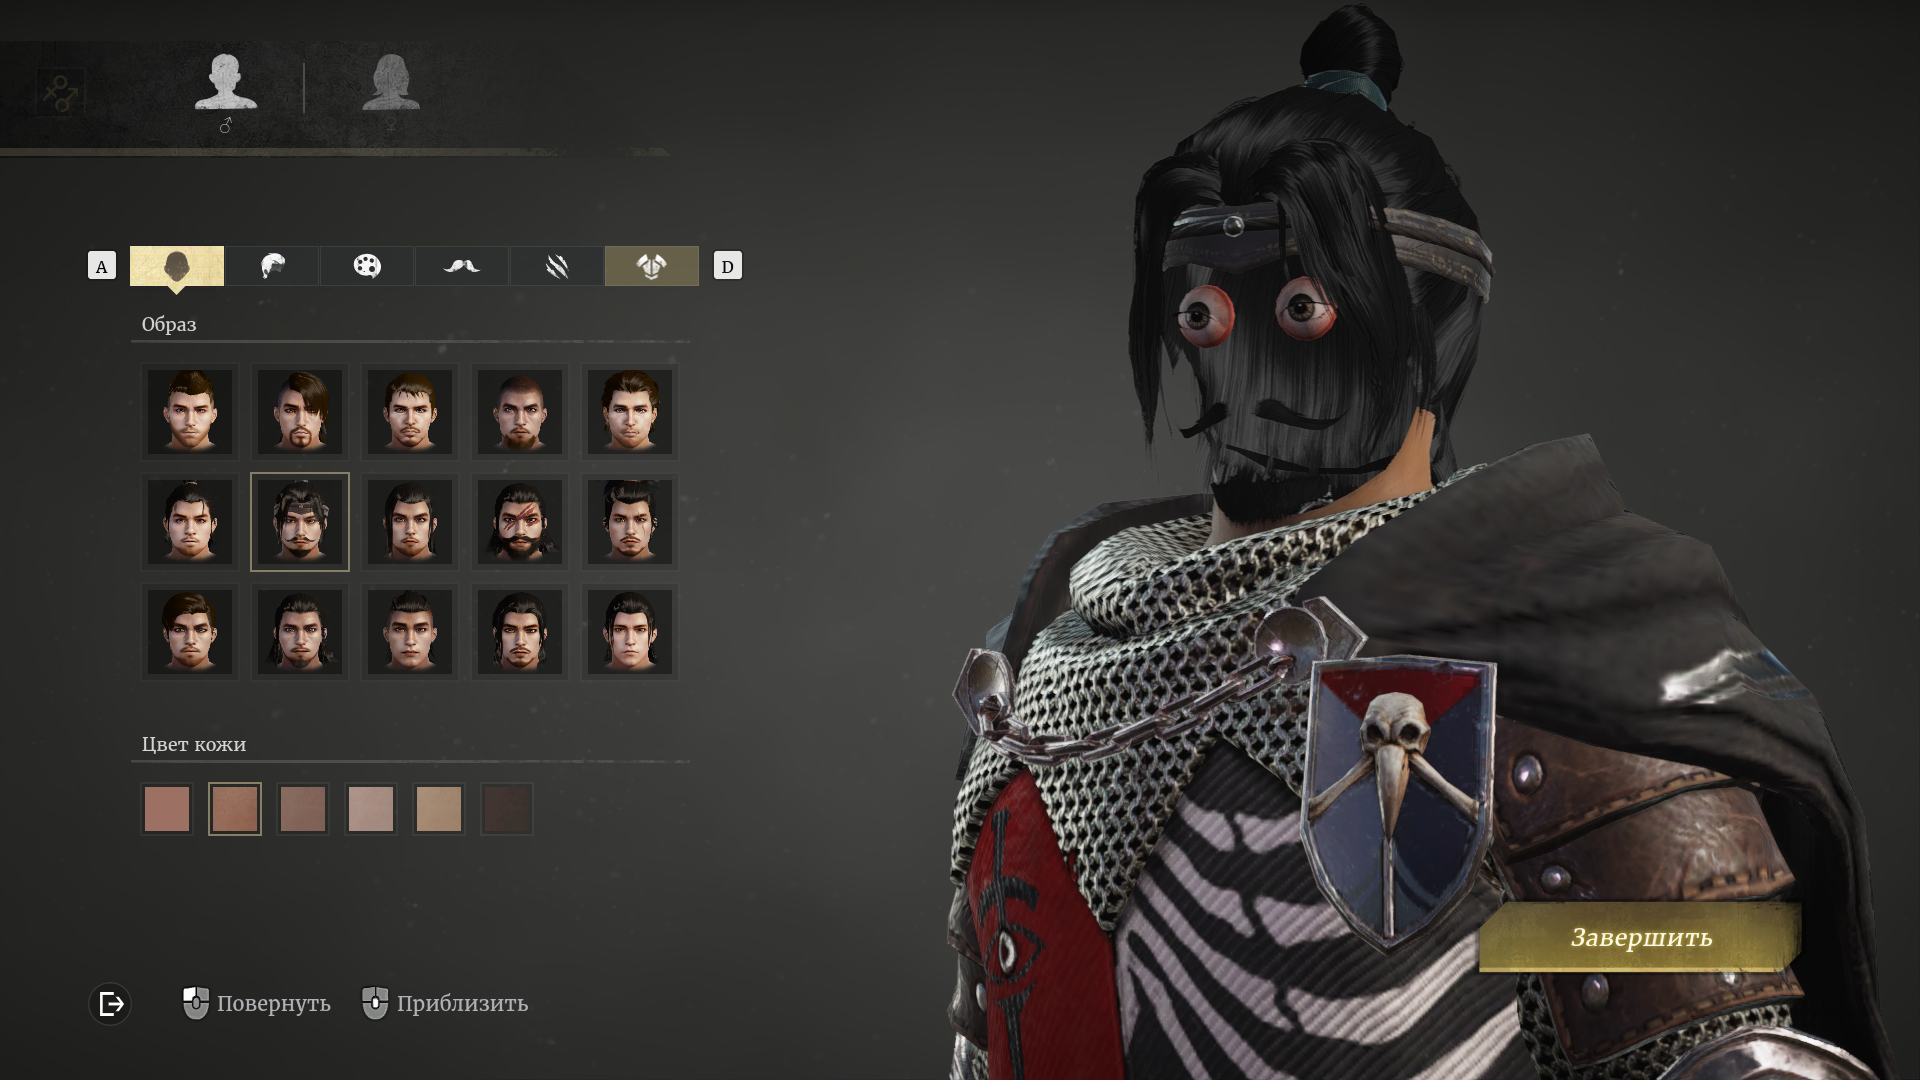 ♂
♀
A
D
Образ
Цвет кожи
Завершить
Повернуть
Приблизить